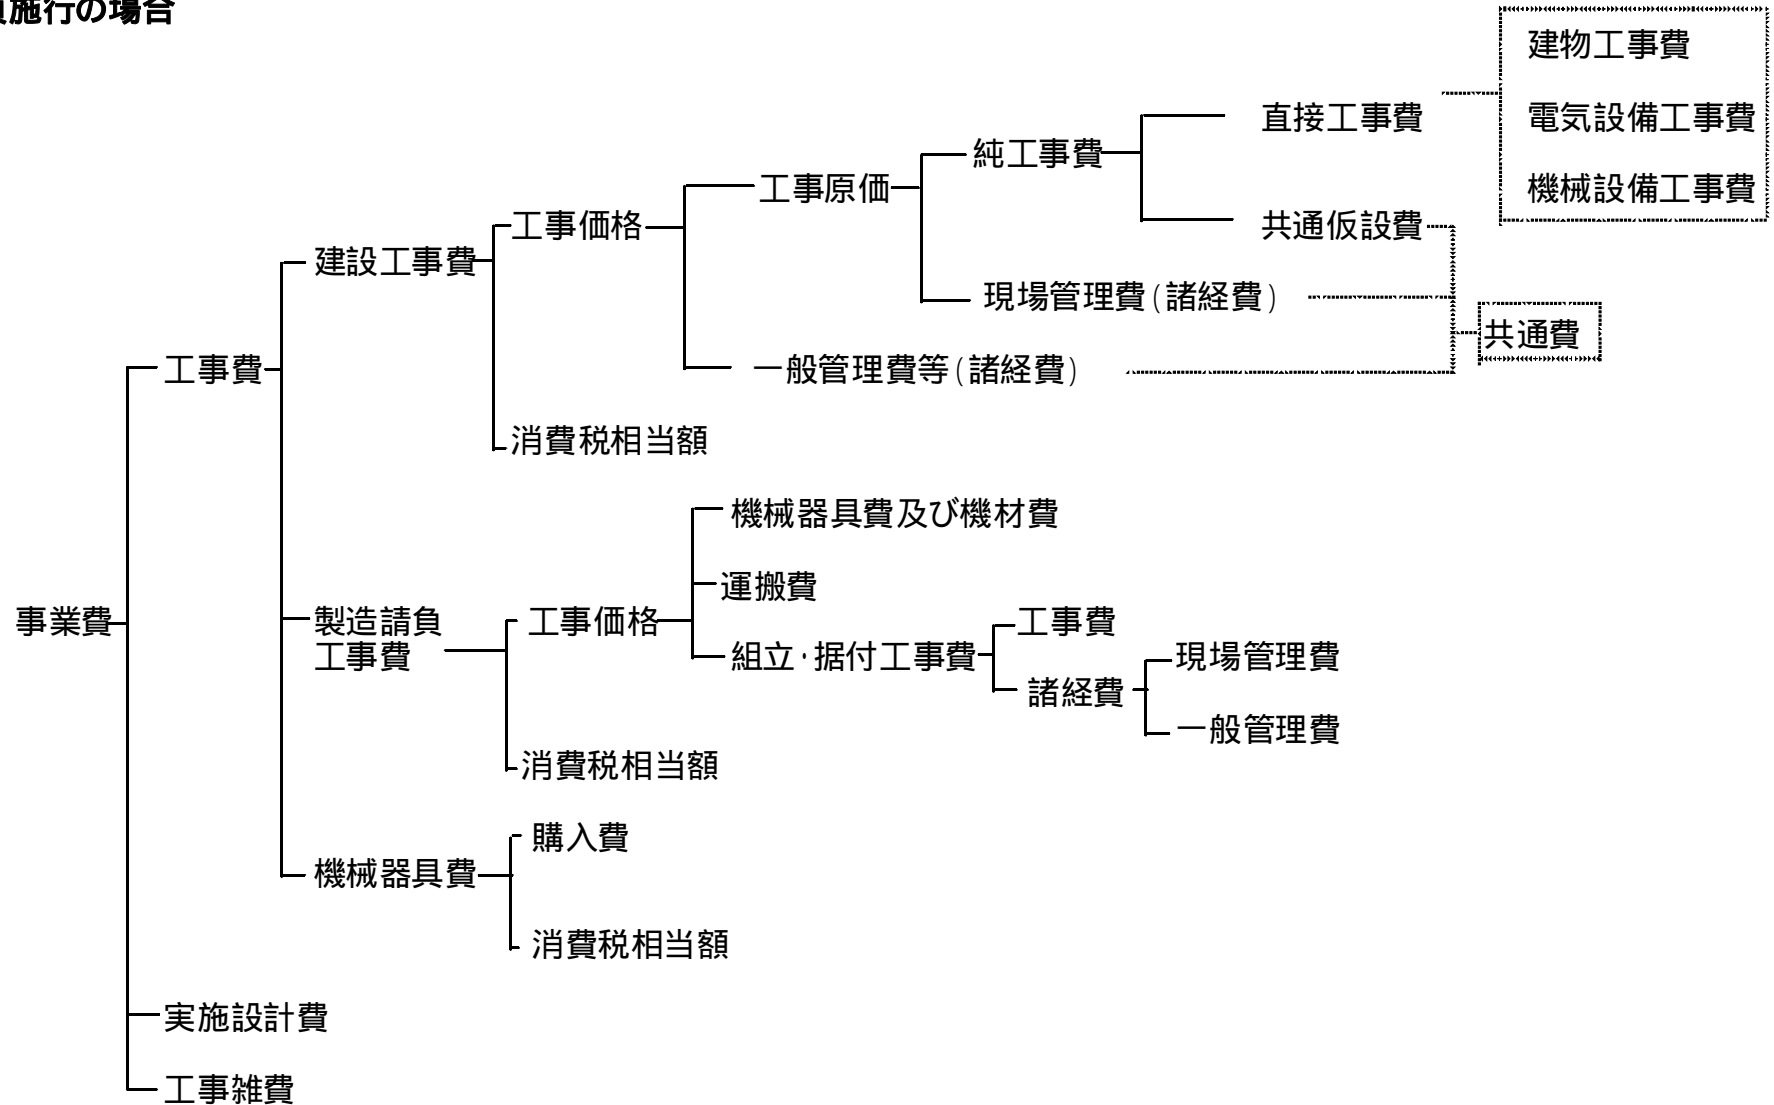 施行の場合
建物工事費
直接工事費
電気設備工事費
純工事費
工事原価
機械設備工事費
工事価格
共通仮設費
建設工事費
現場管理費(諸経費)
共通費
工事費
一般管理費等(諸経費)
消費税相当額
機械器具費及び機材費
運搬費
事業費
製造請負
工事費
工事価格
工事費
組立・据付工事費
現場管理費
諸経費
一般管理費
消費税相当額
購入費
機械器具費
消費税相当額
実施設計費
工事雑費